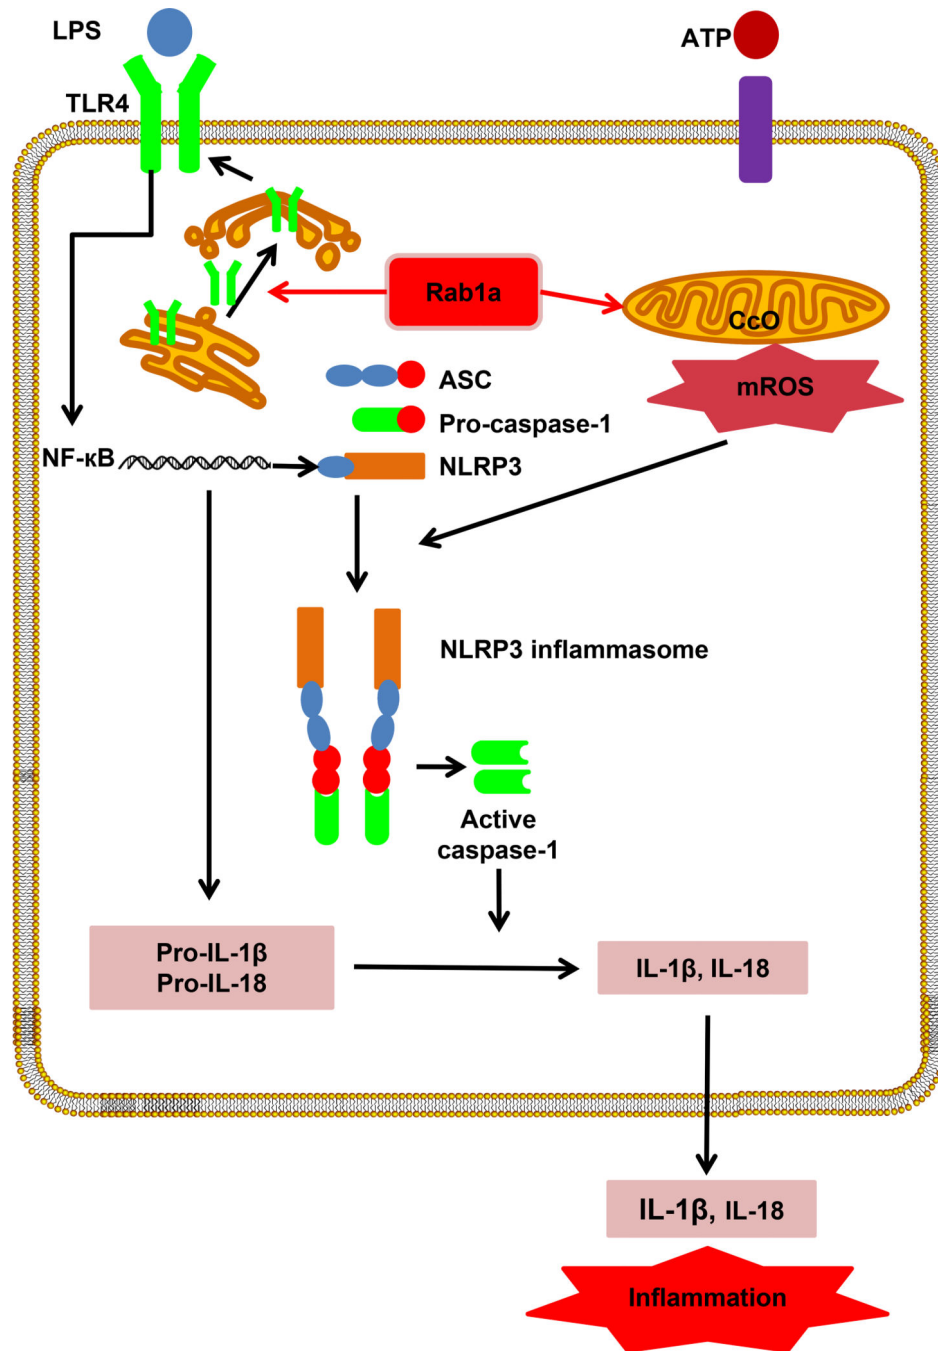 LPS
ATP
TLR4
Rab1a
CcO
mROS
ASC
Pro-caspase-1
NF-κB
NLRP3
NLRP3 inflammasome
Active
caspase-1
Pro-IL-1β
Pro-IL-18
IL-1β, IL-18
IL-1β, IL-18
Inflammation